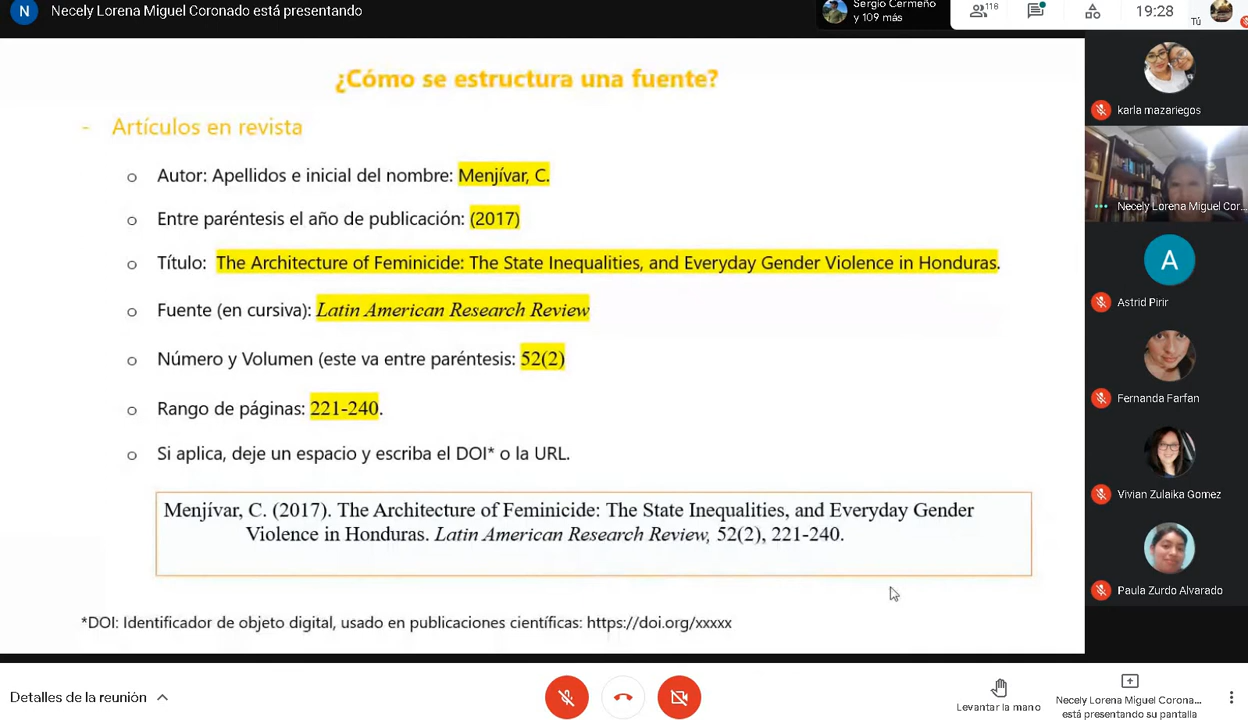 N Necely Lorena Miguel Coronado está presentando
Sergio Cermeño
y 109 más
116
19:28
Tú
¿Cómo se estructura una fuente?
- Artículos en revista
o Autor: Apellidos e inicial del nombre: Menjívar, C.
o Entre paréntesis el año de publicación: (2017)
o Título: The Architecture of Feminicide: The State Inequalities, and Everyday Gender Violence in Honduras.
o Fuente (en cursiva): Latin American Research Review
o Número y Volumen (este va entre paréntesis: 52(2)
o Rango de páginas: 221-240.
o Si aplica, deje un espacio y escriba el DOI* o la URL.
Menjívar, C. (2017). The Architecture of Feminicide: The State Inequalities, and Everyday Gender
Violence in Honduras. Latin American Research Review, 52(2), 221-240.
*DOI: Identificador de objeto digital, usado en publicaciones científicas: https://doi.org/xxxxx
karla mazariegos
Necely Lorena Miguel Cor...
A
Astrid Pirir
Fernanda Farfan
Vivian Zulaika Gomez
Paula Zurdo Alvarado
Detalles de la reunión
Levantar la mano
Necely Lorena Miguel Corona...
está presentando su pantalla